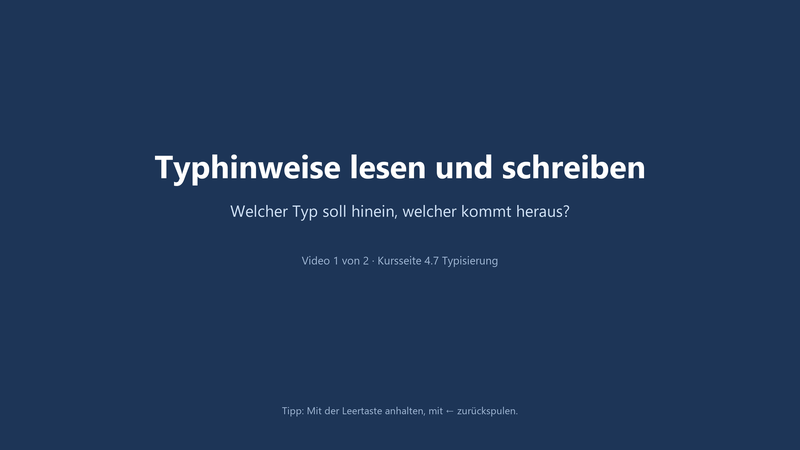 Typhinweise lesen und schreiben
Welcher Typ soll hinein, welcher kommt heraus?
Video 1 von 2 · Kursseite 4.7 Typisierung
Tipp: Mit der Leertaste anhalten, mit ← zurückspulen.